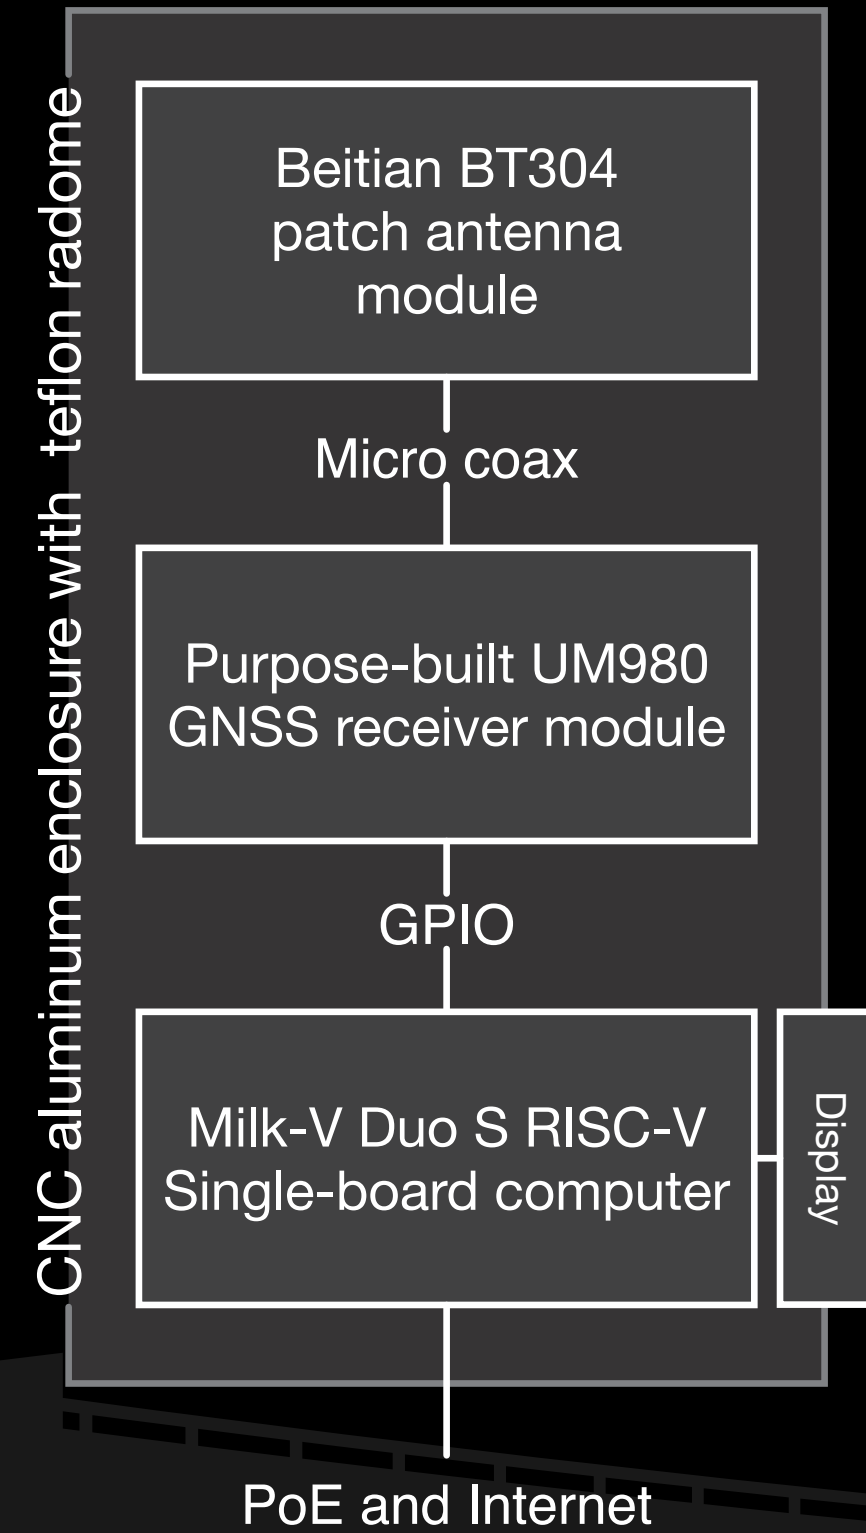 CNC aluminum enclosure with teflon radome
Beitian BT304
patch antenna
module
Micro coax
Purpose-built UM980
GNSS receiver module
GPIO
Milk-V Duo S RISC-V
Single-board computer
Display
PoE and Internet